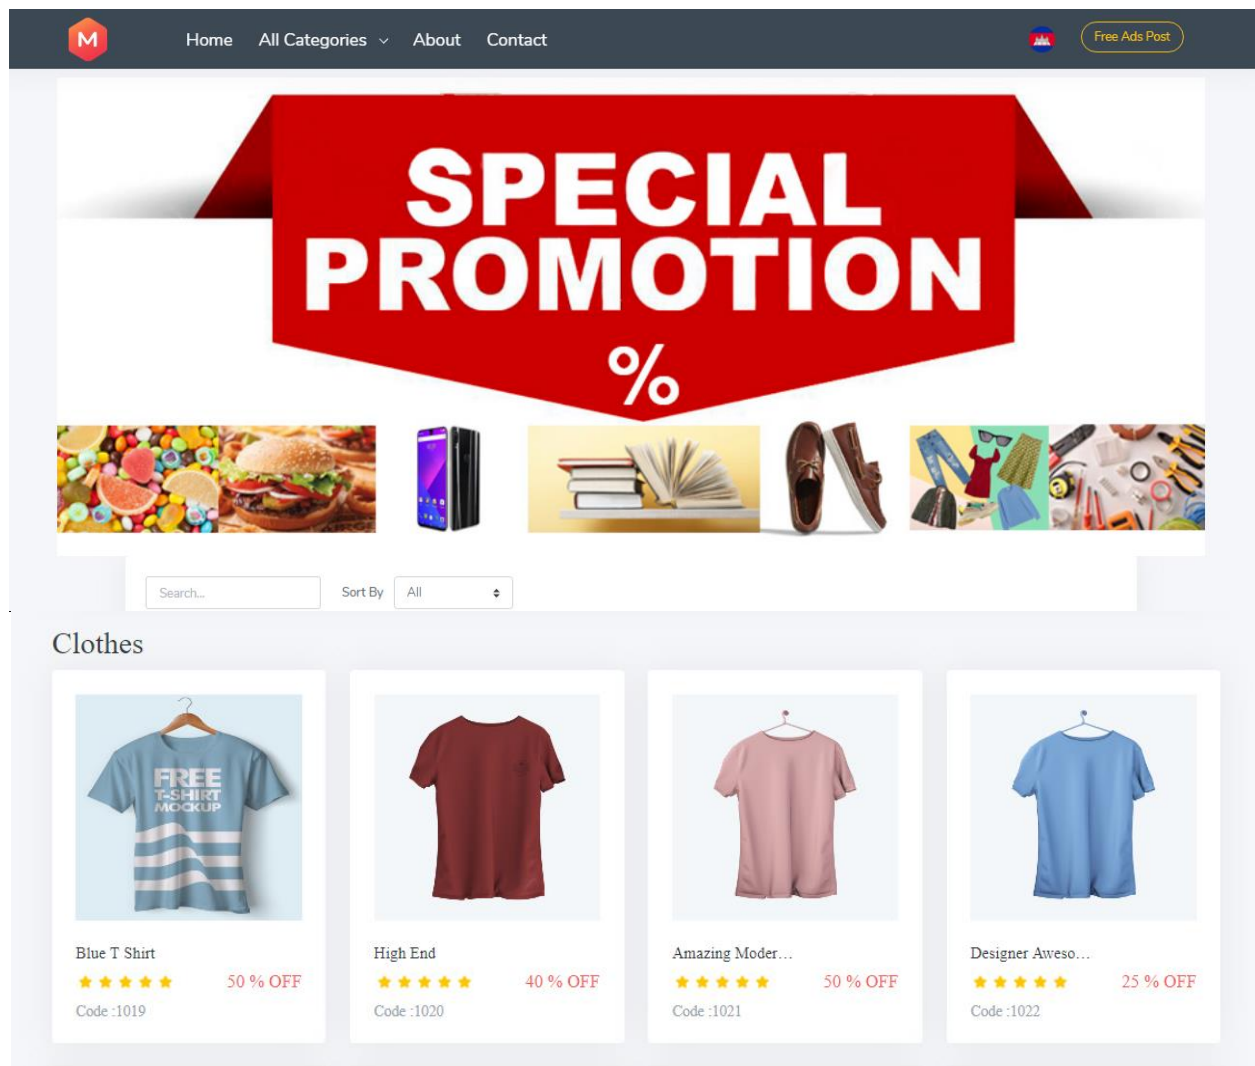 M
Home All Categories About Contact
Free Ads Post
SPECIAL
PROMOTION
%
Search...
Sort By All
Clothes
FREE
T-SHIRT
MOCKUP
Blue T Shirt
50 % OFF
Code :1019
High End
40 % OFF
Code :1020
Amazing Moder...
50 % OFF
Code :1021
Designer Aweso...
25 % OFF
Code :1022